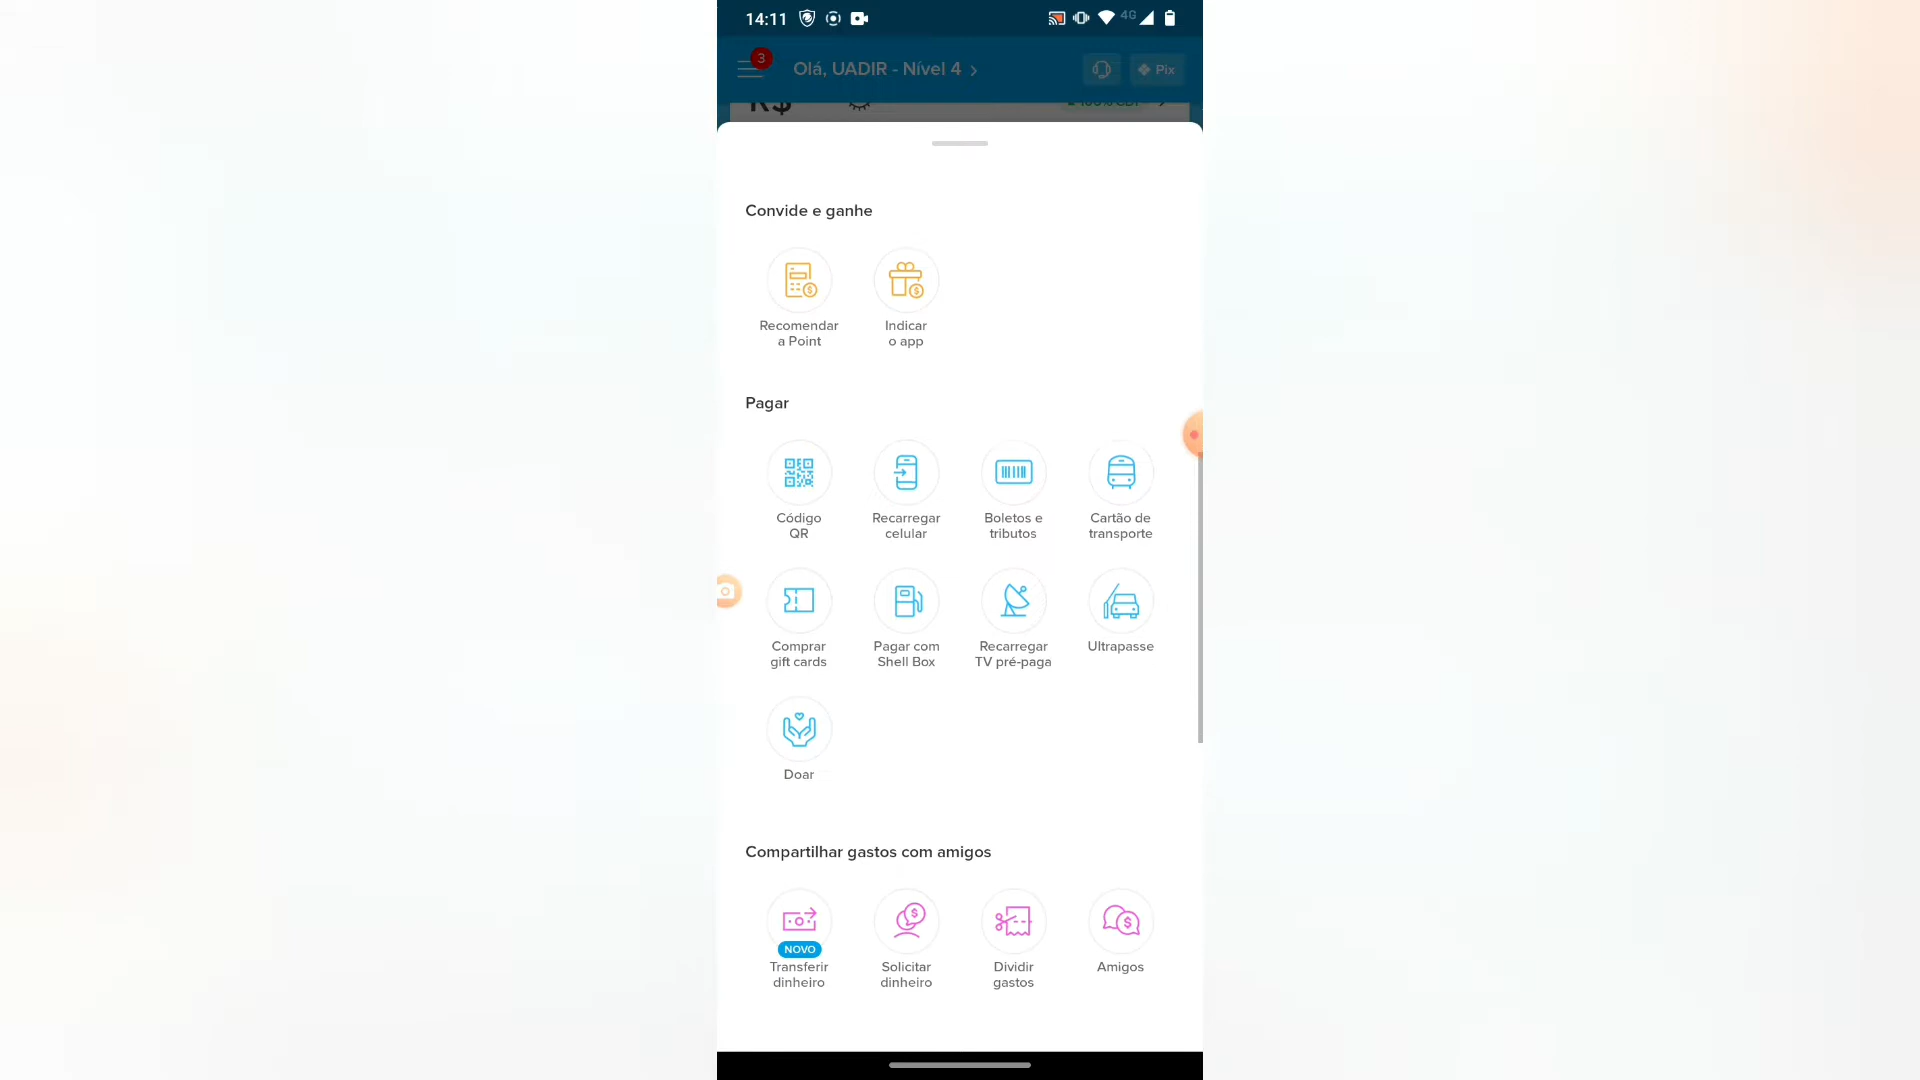 14:11
4G
3
Olá, UADIR - Nível 4
Pix
R$
Convide e ganhe
Recomendar
a Point
Indicar
o app
Pagar
Código
QR
Recarregar
celular
Boletos e
tributos
Cartão de
transporte
Comprar
gift cards
Pagar com
Shell Box
Recarregar
TV pré-paga
Ultrapasse
Doar
Compartilhar gastos com amigos
NOVO
Transferir
dinheiro
Solicitar
dinheiro
Dividir
gastos
Amigos